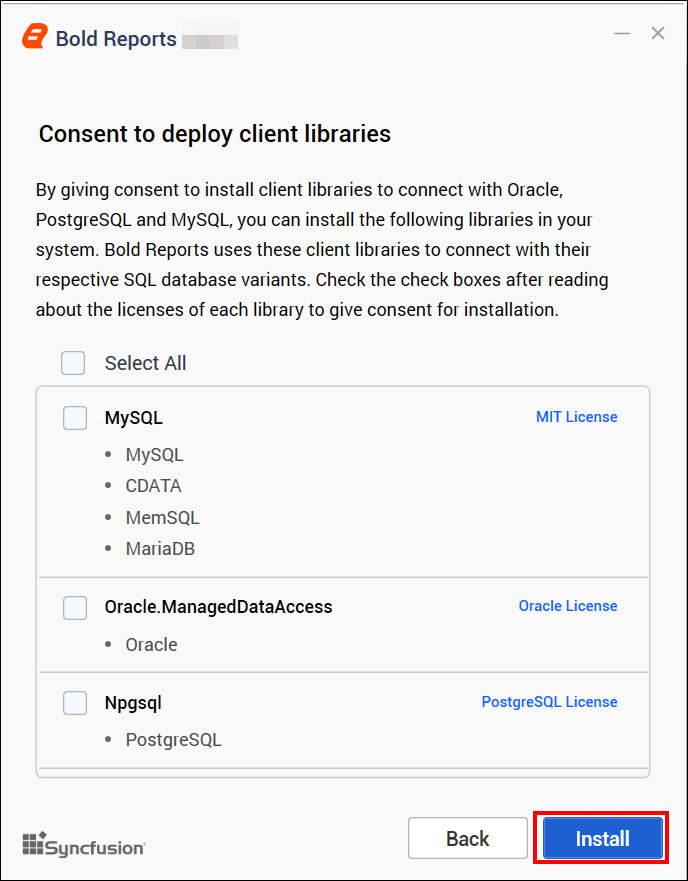 Bold Reports
Consent to deploy client libraries
By giving consent to install client libraries to connect with Oracle,
PostgreSQL and MySQL, you can install the following libraries in your
system. Bold Reports uses these client libraries to connect with their
respective SQL database variants. Check the check boxes after reading
about the licenses of each library to give consent for installation.
Select All
MySQL MIT License
• MySQL
• CDATA
• MemSQL
• MariaDB
Oracle.ManagedDataAccess Oracle License
• Oracle
Npgsql PostgreSQL License
• PostgreSQL
Syncfusion Back Install